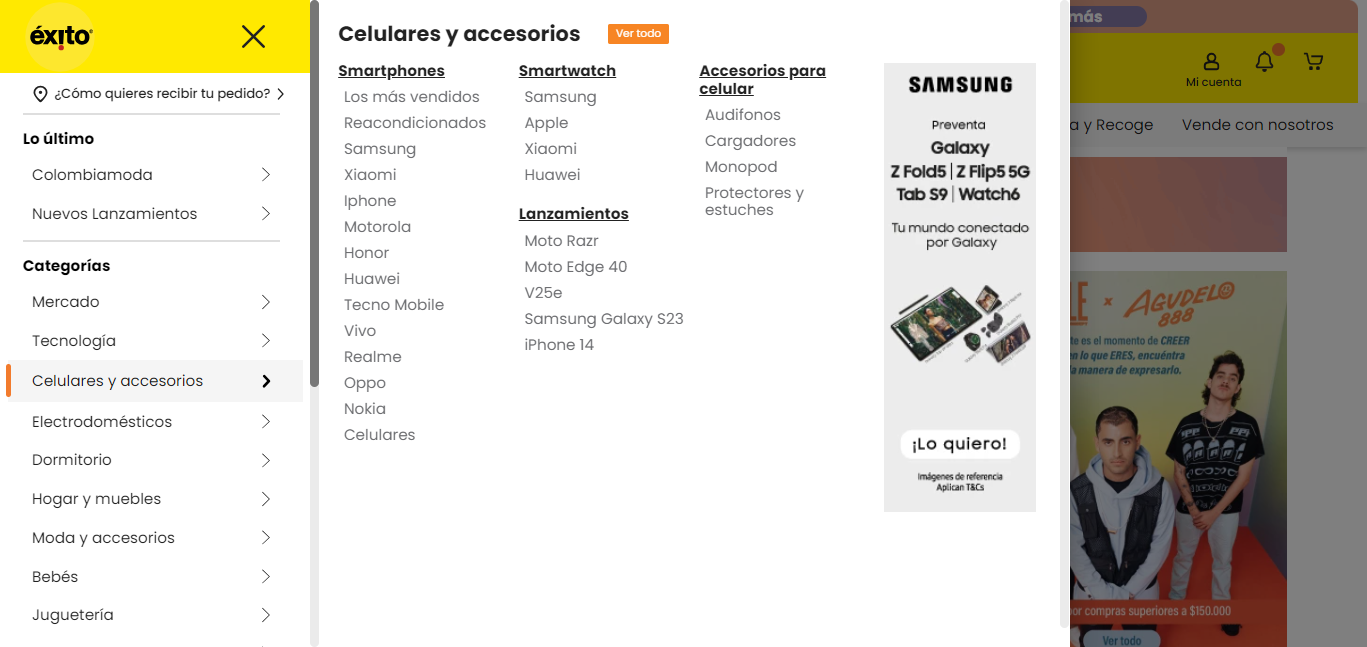 éxito
¿Cómo quieres recibir tu pedido?
Lo último
Colombiamoda
Nuevos Lanzamientos
Categorías
Mercado
Tecnología
Celulares y accesorios
Electrodomésticos
Dormitorio
Hogar y muebles
Moda y accesorios
Bebés
Juguetería
Celulares y accesorios
Ver todo
Smartphones
Los más vendidos
Reacondicionados
Samsung
Xiaomi
Iphone
Motorola
Honor
Huawei
Tecno Mobile
Vivo
Realme
Oppo
Nokia
Celulares
Smartwatch
Samsung
Apple
Xiaomi
Huawei
Lanzamientos
Moto Razr
Moto Edge 40
V25e
Samsung Galaxy S23
iPhone 14
Accesorios para
celular
Audifonos
Cargadores
Monopod
Protectores y
estuches
SAMSUNG
Preventa
Galaxy
Z Fold5 | Z Flip5 5G
Tab S9 | Watch6
Tu mundo conectado
por Galaxy
¡Lo quiero!
Imágenes de referencia
Aplican T&Cs
más
Mi cuenta
a y Recoge
Vende con nosotros
LE x AGUDELO
888
te es el momento de CREER
en lo que ERES, encuéntra
la manera de expresarlo.
por compras superiores a $150.000
Ver todo